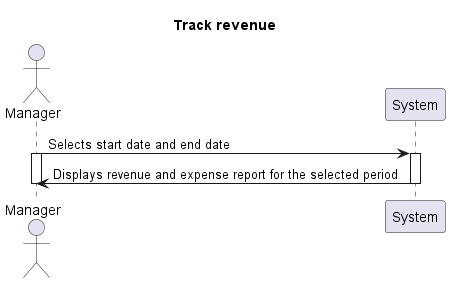 Track revenue
Manager
System
Selects start date and end date
Displays revenue and expense report for the selected period
Manager
System